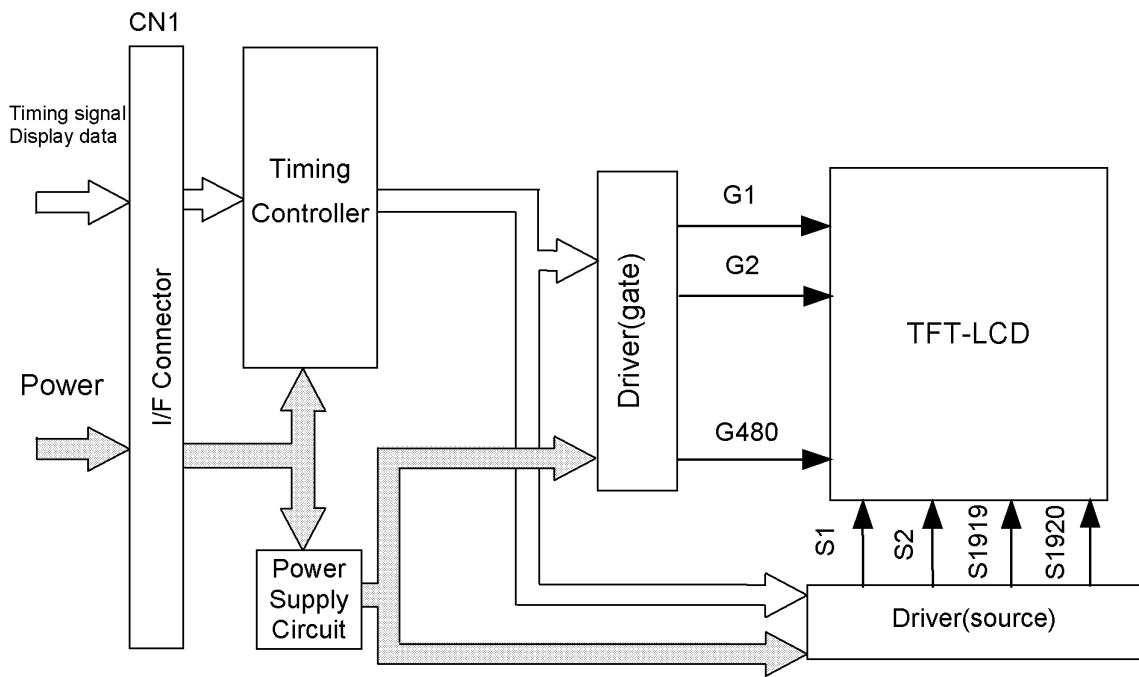 CN1
Timing signal
Display data
Power
I/F Connector
Timing
Controller
Power
Supply
Circuit
Driver(gate)
G1
G2
G480
TFT-LCD
S1
S2
S1919
S1920
Driver(source)